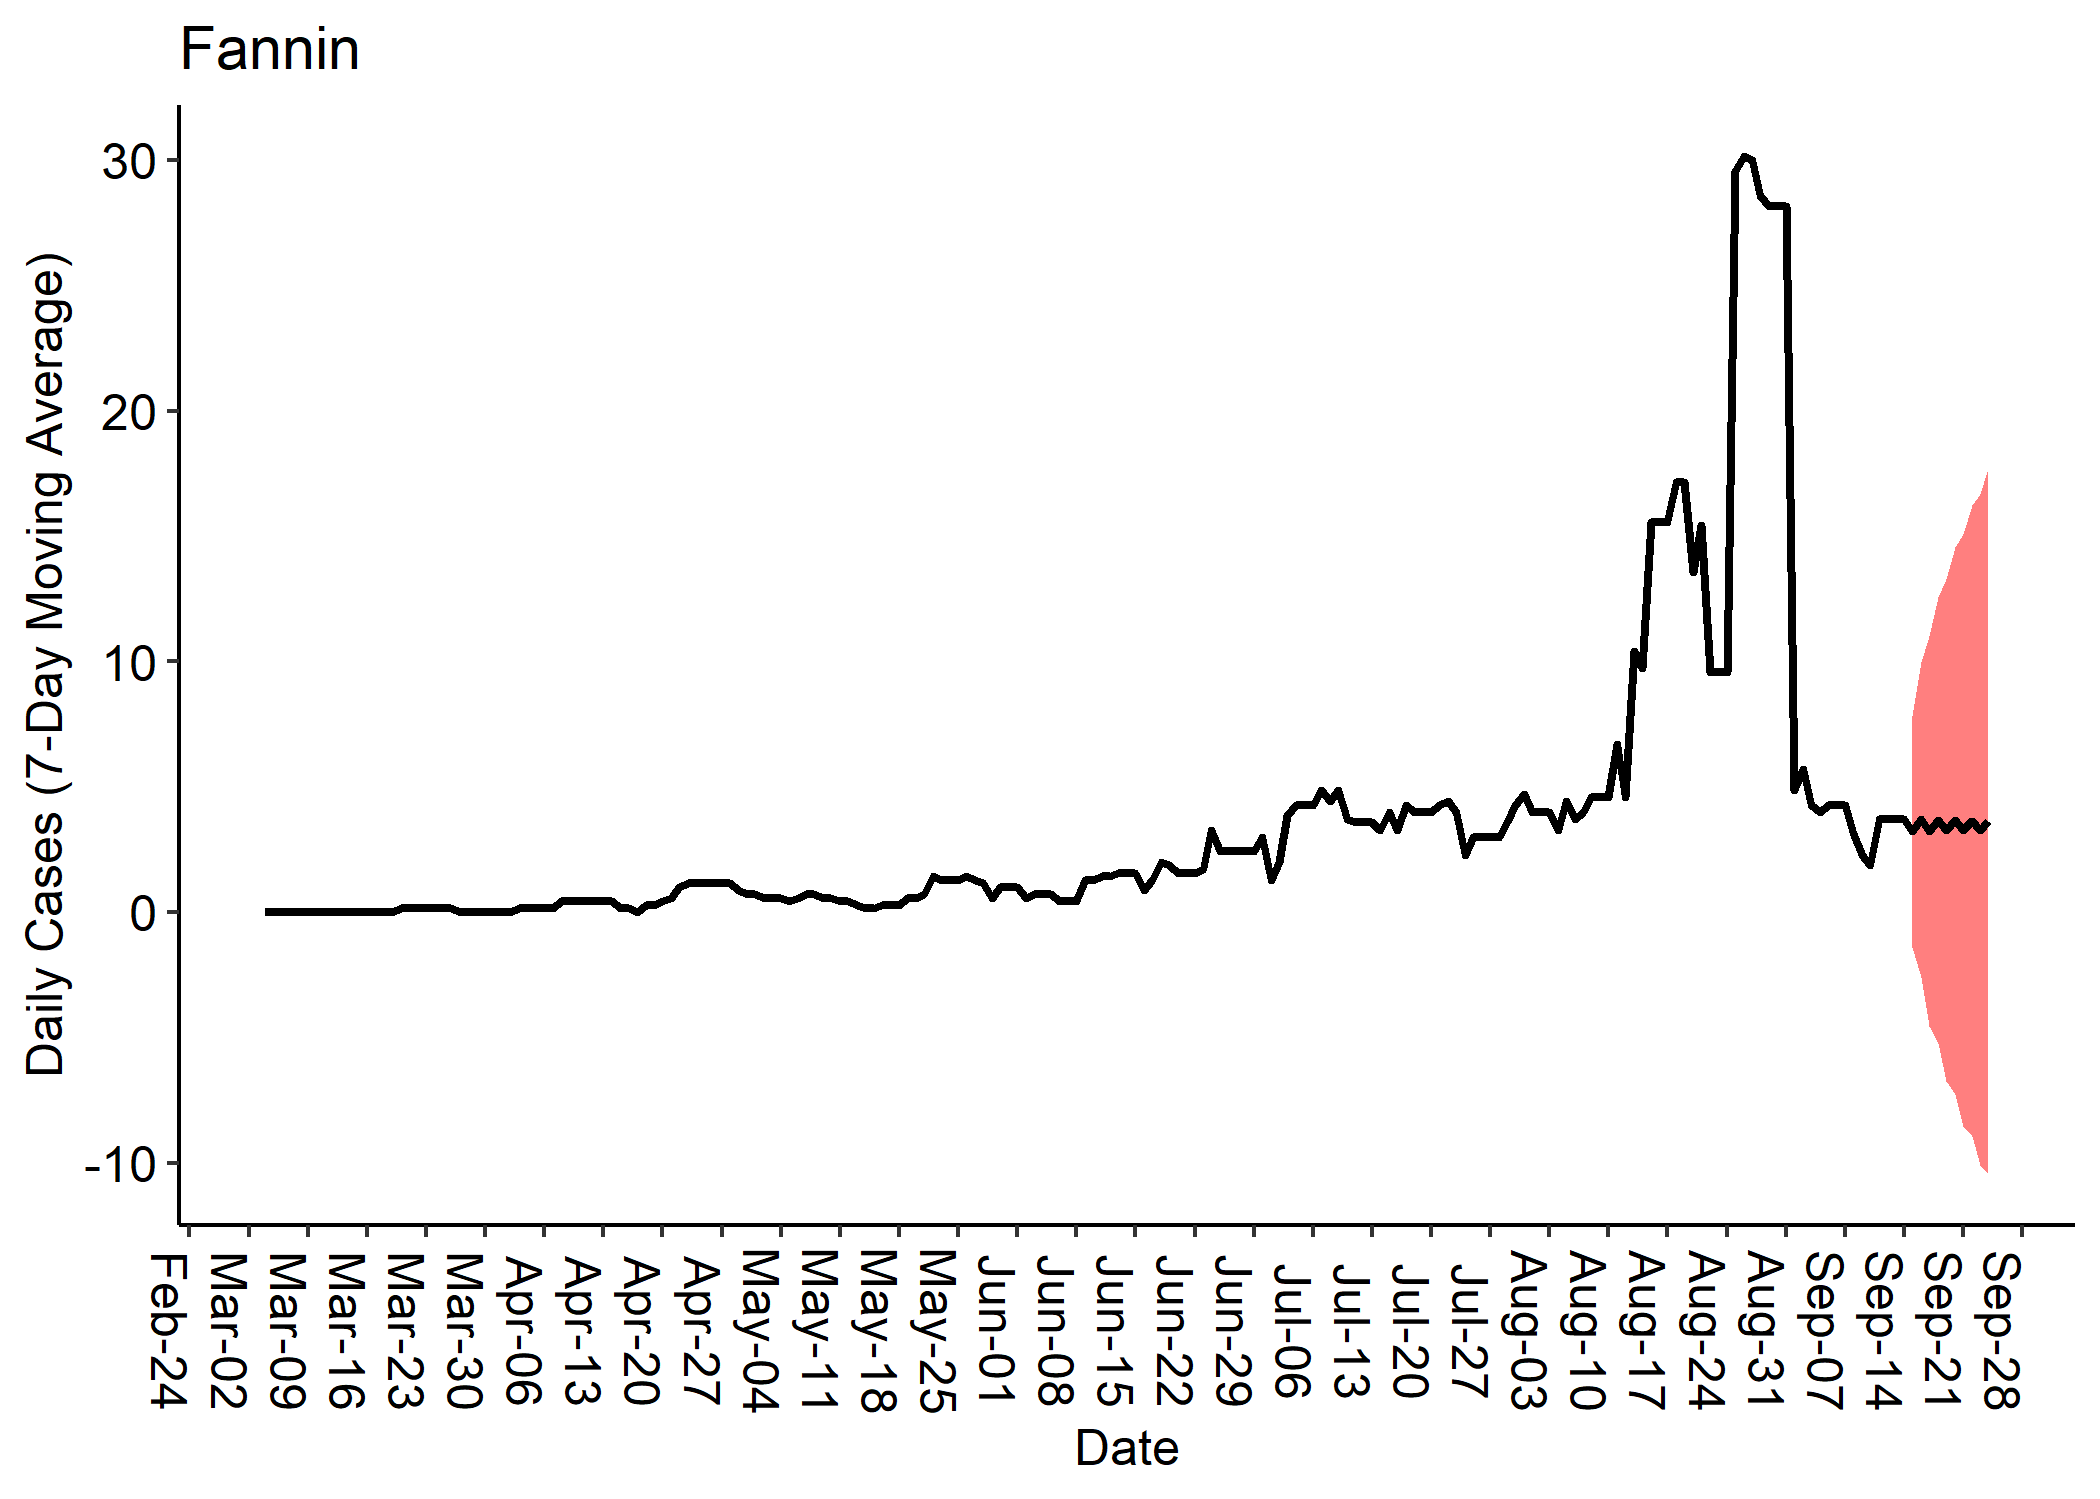 Fannin
Daily Cases (7-Day Moving Average)
30
20
10
0
-10
Feb-24
Mar-02
Mar-09
Mar-16
Mar-23
Mar-30
Apr-06
Apr-13
Apr-20
Apr-27
May-04
May-11
May-18
May-25
Jun-01
Jun-08
Jun-15
Jun-22
Jun-29
Jul-06
Jul-13
Jul-20
Jul-27
Aug-03
Aug-10
Aug-17
Aug-24
Aug-31
Sep-07
Sep-14
Sep-21
Sep-28
Date